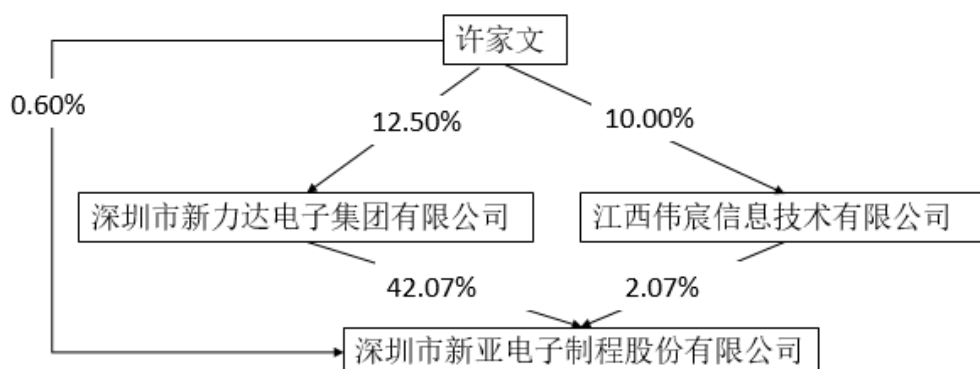 许家文
0.60%
12.50%
10.00%
深圳市新力达电子集团有限公司
江西伟宸信息技术有限公司
42.07%
2.07%
深圳市新亚电子制程股份有限公司